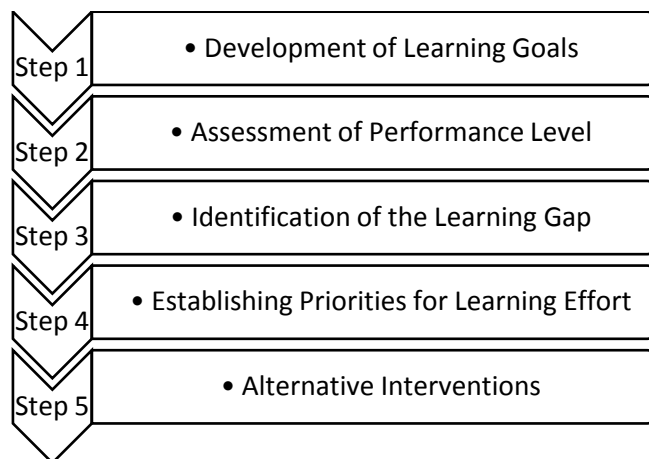 Step 1
• Development of Learning Goals
Step 2
• Assessment of Performance Level
Step 3
• Identification of the Learning Gap
Step 4
• Establishing Priorities for Learning Effort
Step 5
• Alternative Interventions